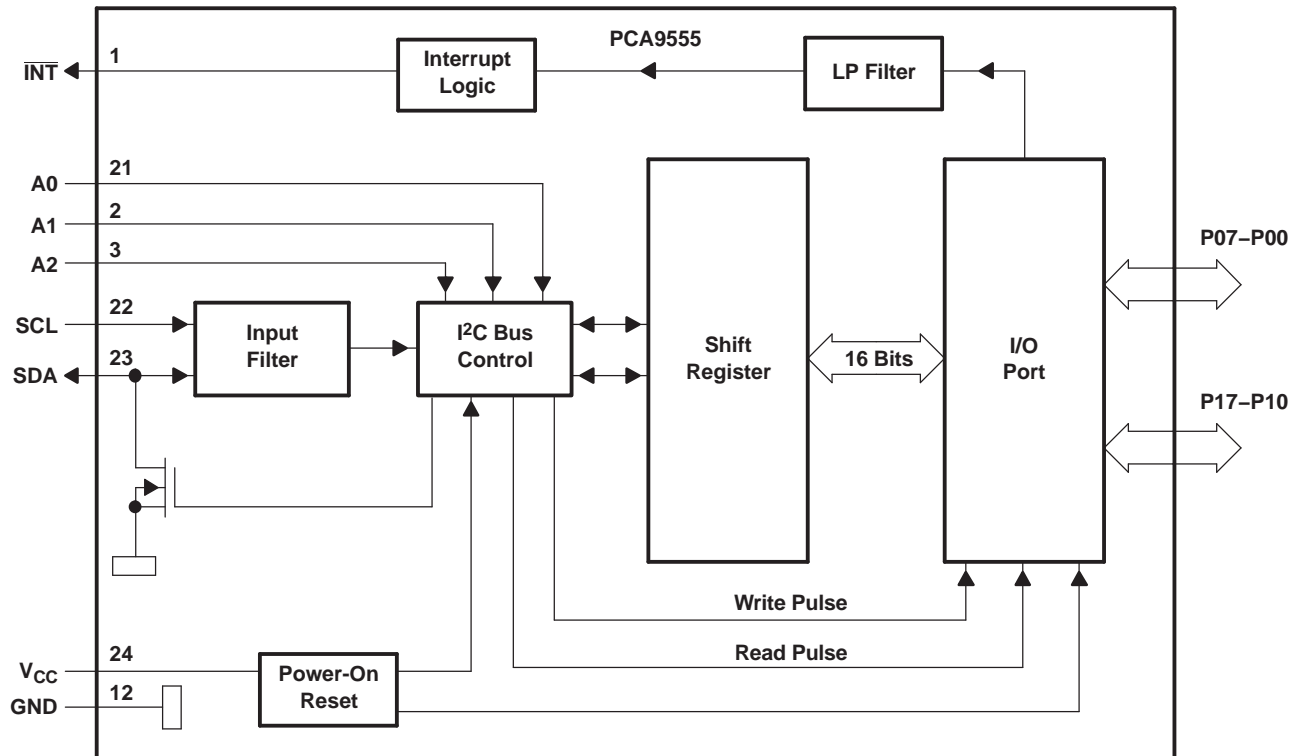 PCA9555
INT
1
Interrupt
Logic
LP Filter
A0
21
A1
2
A2
3
P07–P00
SCL
22
Input
Filter
I²C Bus
Control
Shift
Register
16 Bits
I/O
Port
SDA
23
P17–P10
Write Pulse
Read Pulse
VCC
24
Power-On
Reset
GND
12